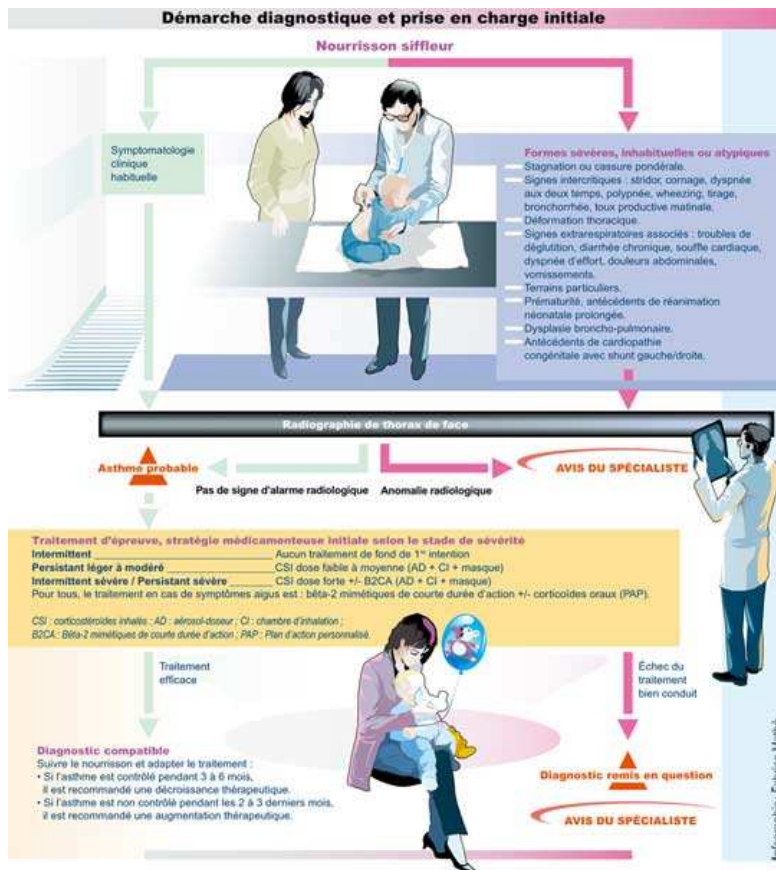 Démarche diagnostique et prise en charge initiale
Nourrisson siffleur
Symptomatologie
clinique
habituelle
Formes sévères, inhabituelles ou atypiques
Stagnation ou cassure pondérale.
Signes intercritiques : stridor, cornage, dyspnée
aux deux temps, polypnée, wheezing, tirage,
bronchorrhée, toux productive matinale.
Déformation thoracique.
Signes extrarespiratoires associés : troubles de
déglutition, diarrhée chronique, souffle cardiaque,
dyspnée d'effort, douleurs abdominales,
vomissements.
Terrains particuliers.
Prématurité, antécédents de réanimation
néonatale prolongée.
Dysplasie broncho-pulmonaire.
Antécédents de cardiopathie
congénitale avec shunt gauche/droite.
Radiographie de thorax de face
Asthme probable
Pas de signe d'alarme radiologique
Anomalie radiologique
AVIS DU SPÉCIALISTE
Traitement d'épreuve, stratégie médicamenteuse initiale selon le stade de sévérité
Intermittent Aucun traitement de fond de 1re intention
Persistant léger à modéré CSI dose faible à moyenne (AD + CI + masque)
Intermittent sévère / Persistant sévère CSI dose forte +/- B2CA (AD + CI + masque)
Pour tous, le traitement en cas de symptômes aigus est : bêta-2 mimétiques de courte durée d'action +/- corticoïdes oraux (PAP).
CSI : corticostéroïdes inhalés ; AD : aérosol-doseur ; CI : chambre d'inhalation ;
B2CA : Bêta-2 mimétiques de courte durée d'action ; PAP : Plan d'action personnalisé.
Traitement
efficace
Échec du
traitement
bien conduit
Diagnostic compatible
Suivre le nourrisson et adapter le traitement :
• Si l'asthme est contrôlé pendant 3 à 6 mois,
il est recommandé une décroissance thérapeutique.
• Si l'asthme est non contrôlé pendant les 2 à 3 derniers mois,
il est recommandé une augmentation thérapeutique.
Diagnostic remis en question
AVIS DU SPÉCIALISTE